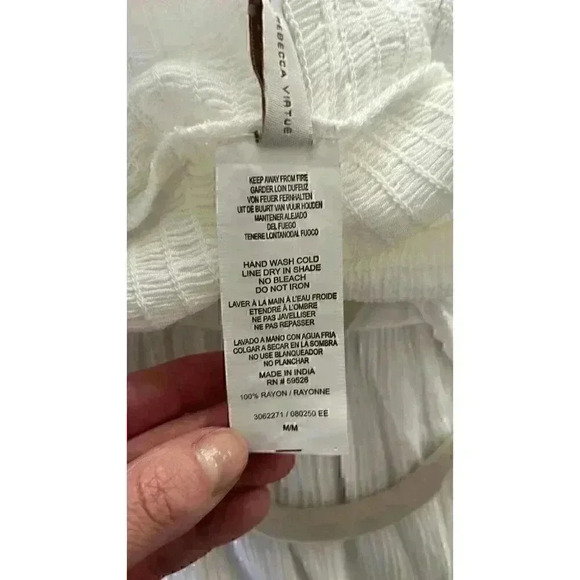 REBECCA VIRTUE
KEEP AWAY FROM FIRE
GARDER LOIN DUFEUZ
VON FEUER FERNHALTEN
UIT DE BUURT VAN VUUR HOUDEN
MANTENER ALEJADO
DEL FUEGO
TENERE LONTANODAL FUOCO
HAND WASH COLD
LINE DRY IN SHADE
NO BLEACH
DO NOT IRON
LAVER À LA MAIN À L'EAU FROIDE
ETENDRE À L'OMBRE
NE PAS JAVELLISER
NE PAS REPASSER
LAVADO A MANO CON AGUA FRIA
COLGAR A SECAR EN LA SOMBRA
NO USE BLANQUEADOR
NO PLANCHAR
MADE IN INDIA
RN # 59526
100% RAYON / RAYONNE
3062271 / 080250 EE
M/M